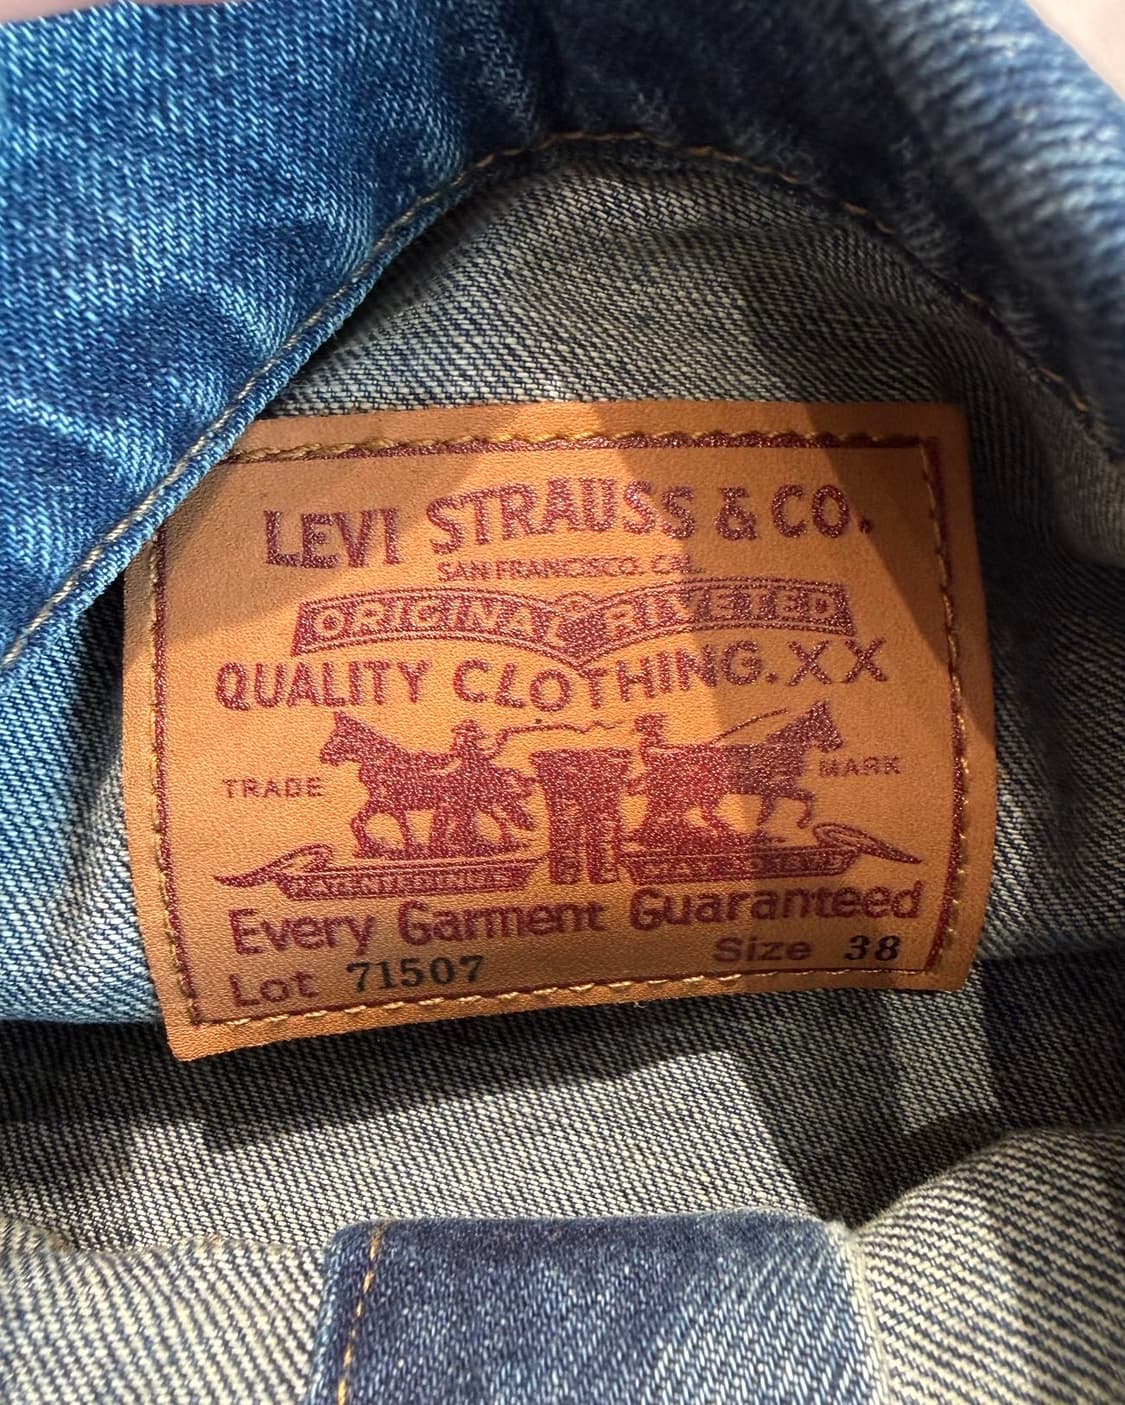 LEVI STRAUSS & CO.
SAN FRANCISCO. CAL.
ORIGINAL RIVETED
QUALITY CLOTHING. XX
TRADE MARK
Every Garment Guaranteed
Lot 71507 Size 38